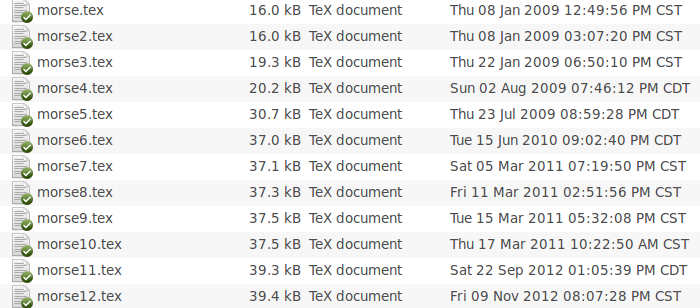 morse.tex 16.0 kB TeX document Thu 08 Jan 2009 12:49:56 PM CST
morse2.tex 16.0 kB TeX document Thu 08 Jan 2009 03:07:20 PM CST
morse3.tex 19.3 kB TeX document Thu 22 Jan 2009 06:50:10 PM CST
morse4.tex 20.2 kB TeX document Sun 02 Aug 2009 07:46:12 PM CDT
morse5.tex 30.7 kB TeX document Thu 23 Jul 2009 08:59:28 PM CDT
morse6.tex 37.0 kB TeX document Tue 15 Jun 2010 09:02:40 PM CDT
morse7.tex 37.1 kB TeX document Sat 05 Mar 2011 07:19:50 PM CST
morse8.tex 37.3 kB TeX document Fri 11 Mar 2011 02:51:56 PM CST
morse9.tex 37.5 kB TeX document Tue 15 Mar 2011 05:32:08 PM CST
morse10.tex 37.5 kB TeX document Thu 17 Mar 2011 10:22:50 AM CST
morse11.tex 39.3 kB TeX document Sat 22 Sep 2012 01:05:39 PM CDT
morse12.tex 39.4 kB TeX document Fri 09 Nov 2012 08:07:28 PM CST